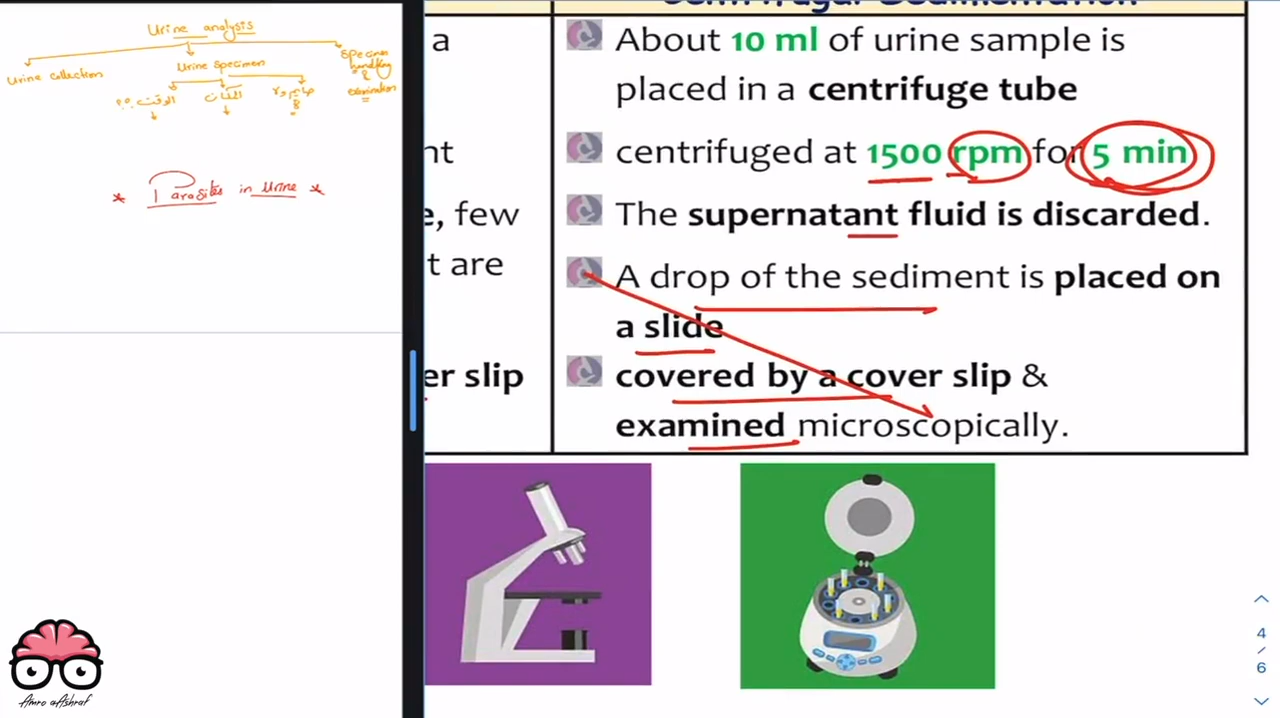 Urine analysis
Urine collection
Urine specimen
Specimen
handling
&
examination
الوقت ؟؟
* Parasites in Urine *
a
nt
e, few
t are
er slip
Centrifugal Sedimentation
About 10 ml of urine sample is
placed in a centrifuge tube
centrifuged at 1500 rpm for 5 min
The supernatant fluid is discarded.
A drop of the sediment is placed on
a slide
covered by a cover slip &
examined microscopically.
Amro aAshraf
4
/
6